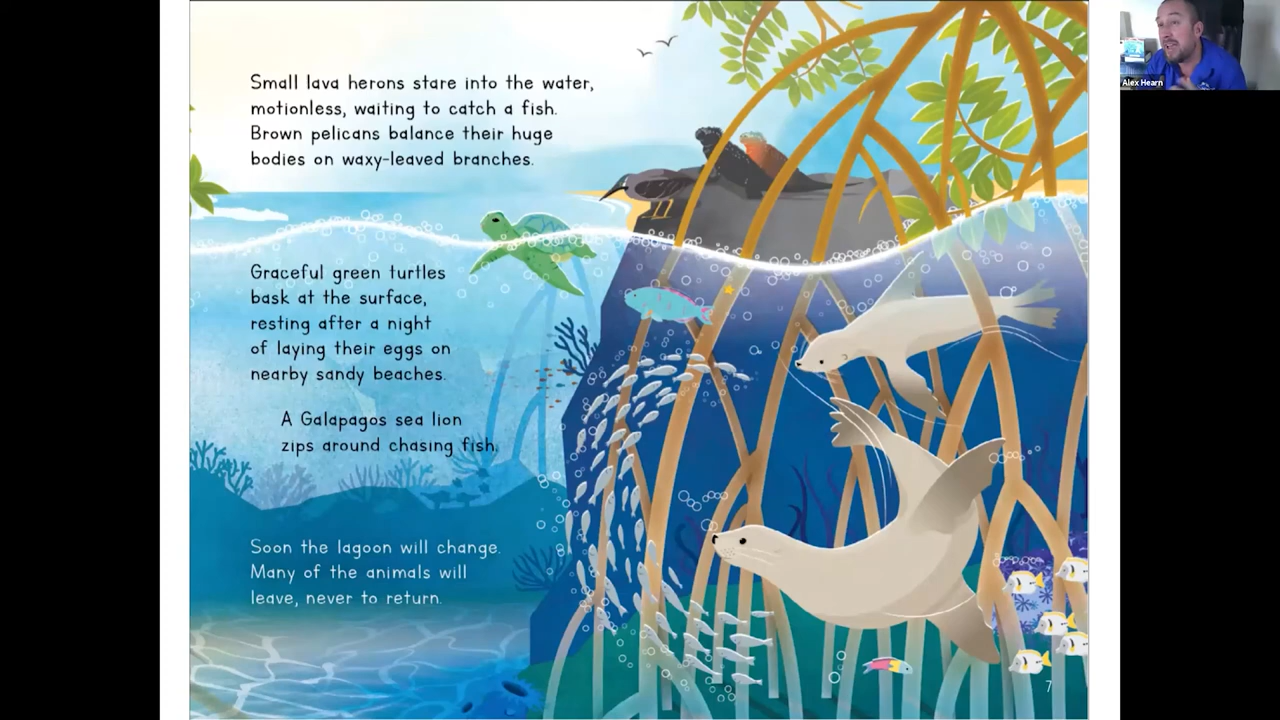 Small lava herons stare into the water,
motionless, waiting to catch a fish.
Brown pelicans balance their huge
bodies on waxy-leaved branches.
Graceful green turtles
bask at the surface,
resting after a night
of laying their eggs on
nearby sandy beaches.
A Galapagos sea lion
zips around chasing fish.
Soon the lagoon will change.
Many of the animals will
leave, never to return.
7
Alex Hearn